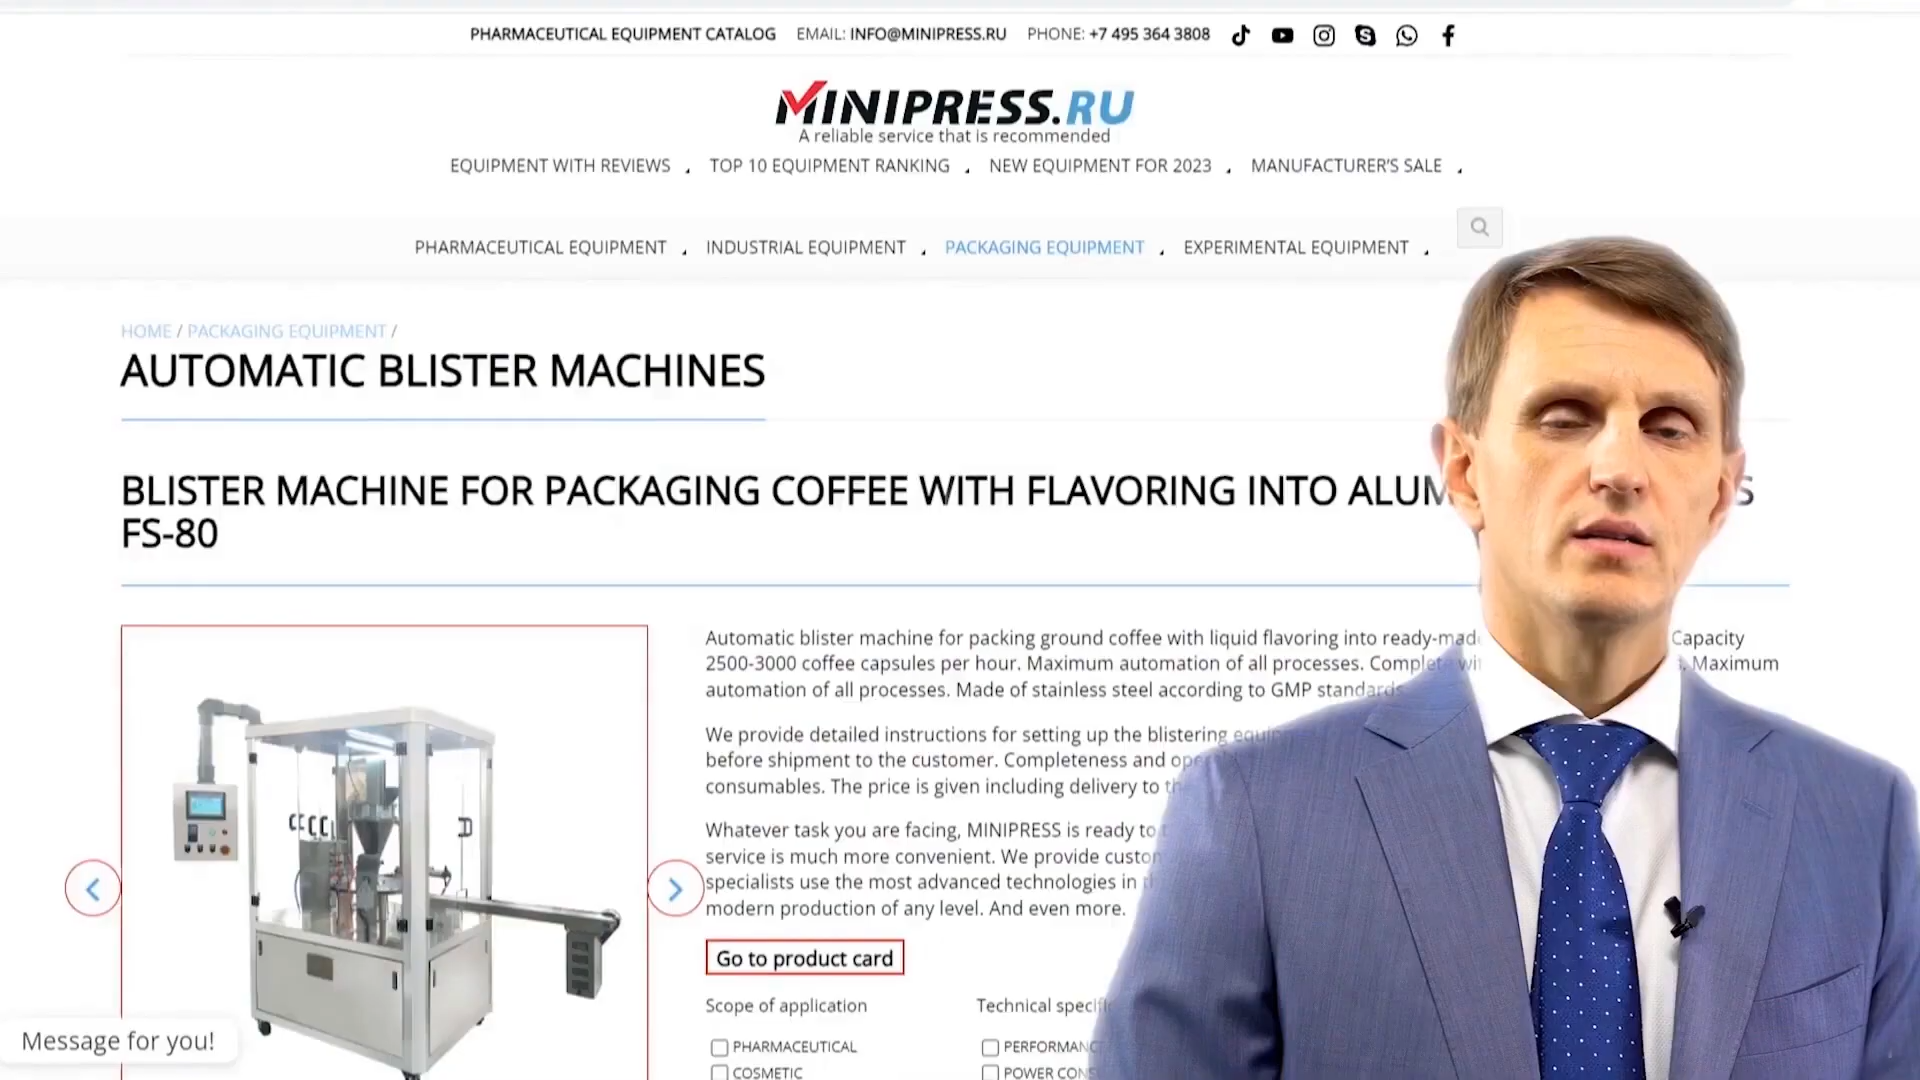 PHARMACEUTICAL EQUIPMENT CATALOG EMAIL: INFO@MINIPRESS.RU PHONE: +7 495 364 3808
MINIPRESS.RU
A reliable service that is recommended
EQUIPMENT WITH REVIEWS TOP 10 EQUIPMENT RANKING NEW EQUIPMENT FOR 2023 MANUFACTURER'S SALE
PHARMACEUTICAL EQUIPMENT INDUSTRIAL EQUIPMENT PACKAGING EQUIPMENT EXPERIMENTAL EQUIPMENT
HOME / PACKAGING EQUIPMENT /
AUTOMATIC BLISTER MACHINES
BLISTER MACHINE FOR PACKAGING COFFEE WITH FLAVORING INTO
FS-80
Automatic blister machine for packing ground coffee with liquid flavoring into Capacity
2500-3000 coffee capsules per hour. Maximum automation of all processes. Maximum
automation of all processes. Made of stainless steel according to GMP standards
We provide detailed instructions for setting up the blistering
before shipment to the customer. Completeness and
consumables. The price is given including delivery to
Whatever task you are facing, MINIPRESS is ready to
service is much more convenient. We provide
specialists use the most advanced technologies in
modern production of any level. And even more.
Go to product card
Scope of application Technical
PHARMACEUTICAL
COSMETIC POWER
Message for you!